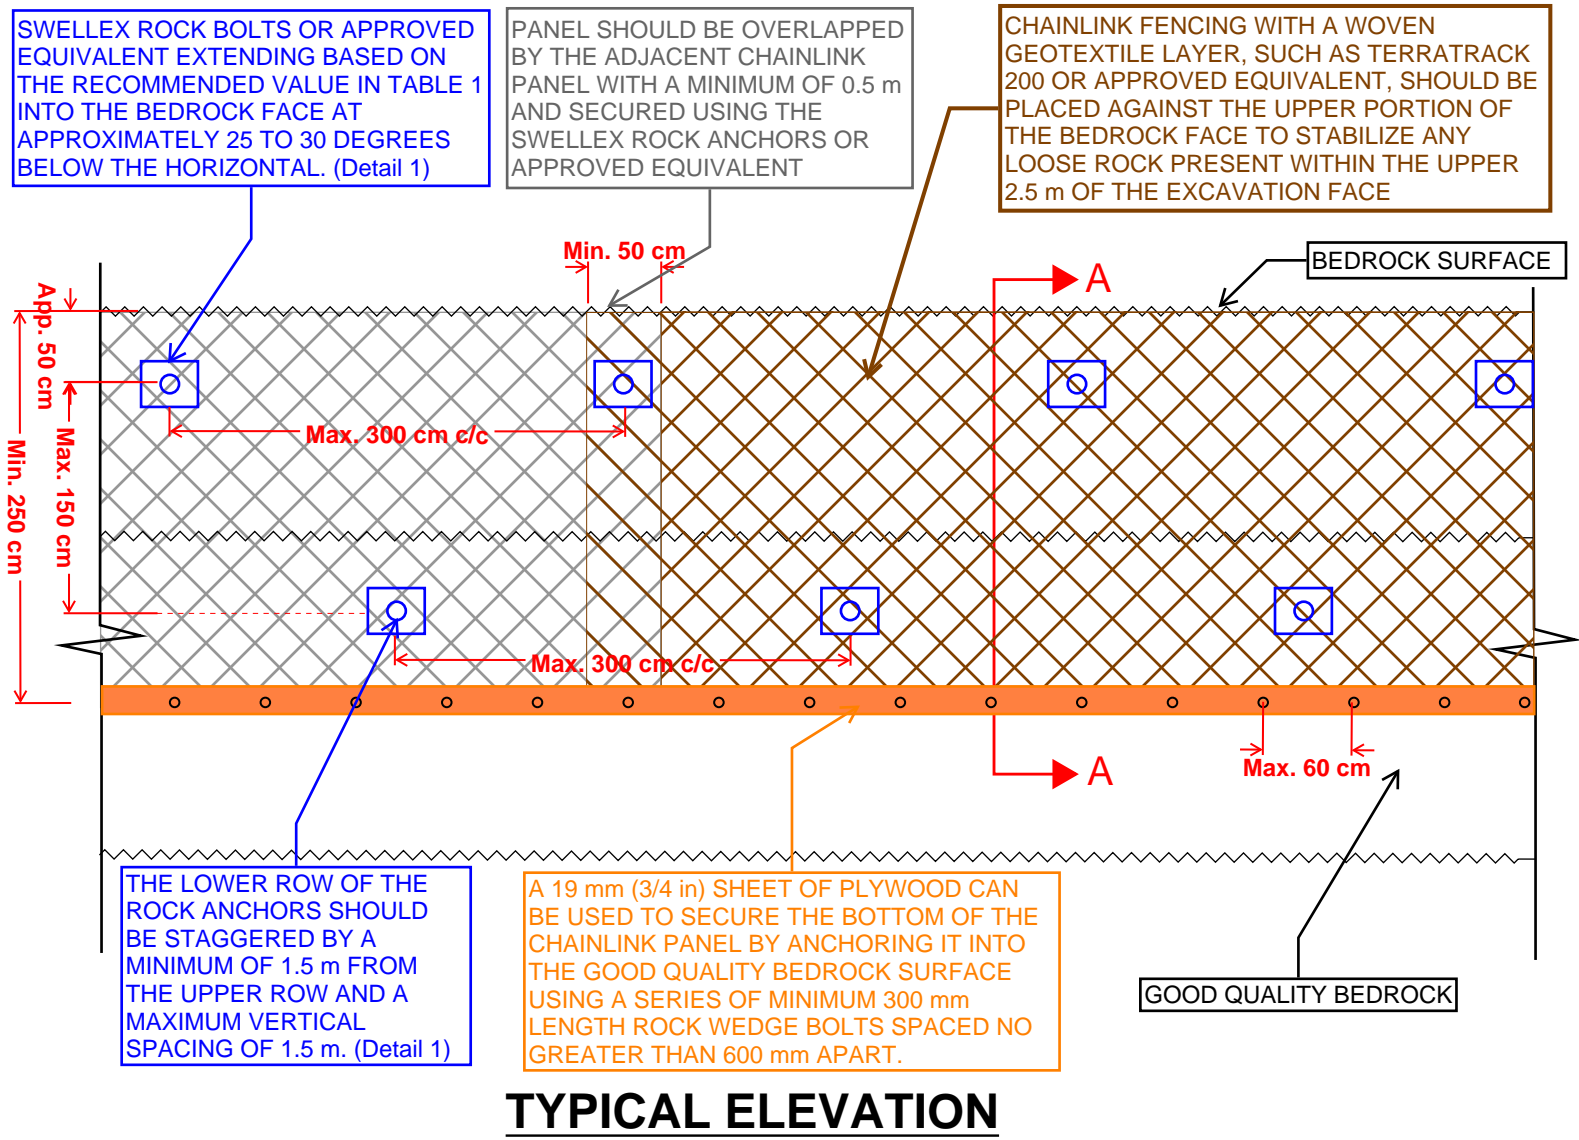 SWELLEX ROCK BOLTS OR APPROVED
EQUIVALENT EXTENDING BASED ON
THE RECOMMENDED VALUE IN TABLE 1
INTO THE BEDROCK FACE AT
APPROXIMATELY 25 TO 30 DEGREES
BELOW THE HORIZONTAL. (Detail 1)
PANEL SHOULD BE OVERLAPPED
BY THE ADJACENT CHAINLINK
PANEL WITH A MINIMUM OF 0.5 m
AND SECURED USING THE
SWELLEX ROCK ANCHORS OR
APPROVED EQUIVALENT
CHAINLINK FENCING WITH A WOVEN
GEOTEXTILE LAYER, SUCH AS TERRATRACK
200 OR APPROVED EQUIVALENT, SHOULD BE
PLACED AGAINST THE UPPER PORTION OF
THE BEDROCK FACE TO STABILIZE ANY
LOOSE ROCK PRESENT WITHIN THE UPPER
2.5 m OF THE EXCAVATION FACE
Min. 50 cm
BEDROCK SURFACE
A
App. 50 cm
Max. 300 cm c/c
Max. 150 cm
Min. 250 cm
Max. 300 cm c/c
A
Max. 60 cm
THE LOWER ROW OF THE
ROCK ANCHORS SHOULD
BE STAGGERED BY A
MINIMUM OF 1.5 m FROM
THE UPPER ROW AND A
MAXIMUM VERTICAL
SPACING OF 1.5 m. (Detail 1)
A 19 mm (3/4 in) SHEET OF PLYWOOD CAN
BE USED TO SECURE THE BOTTOM OF THE
CHAINLINK PANEL BY ANCHORING IT INTO
THE GOOD QUALITY BEDROCK SURFACE
USING A SERIES OF MINIMUM 300 mm
LENGTH ROCK WEDGE BOLTS SPACED NO
GREATER THAN 600 mm APART.
GOOD QUALITY BEDROCK
TYPICAL ELEVATION